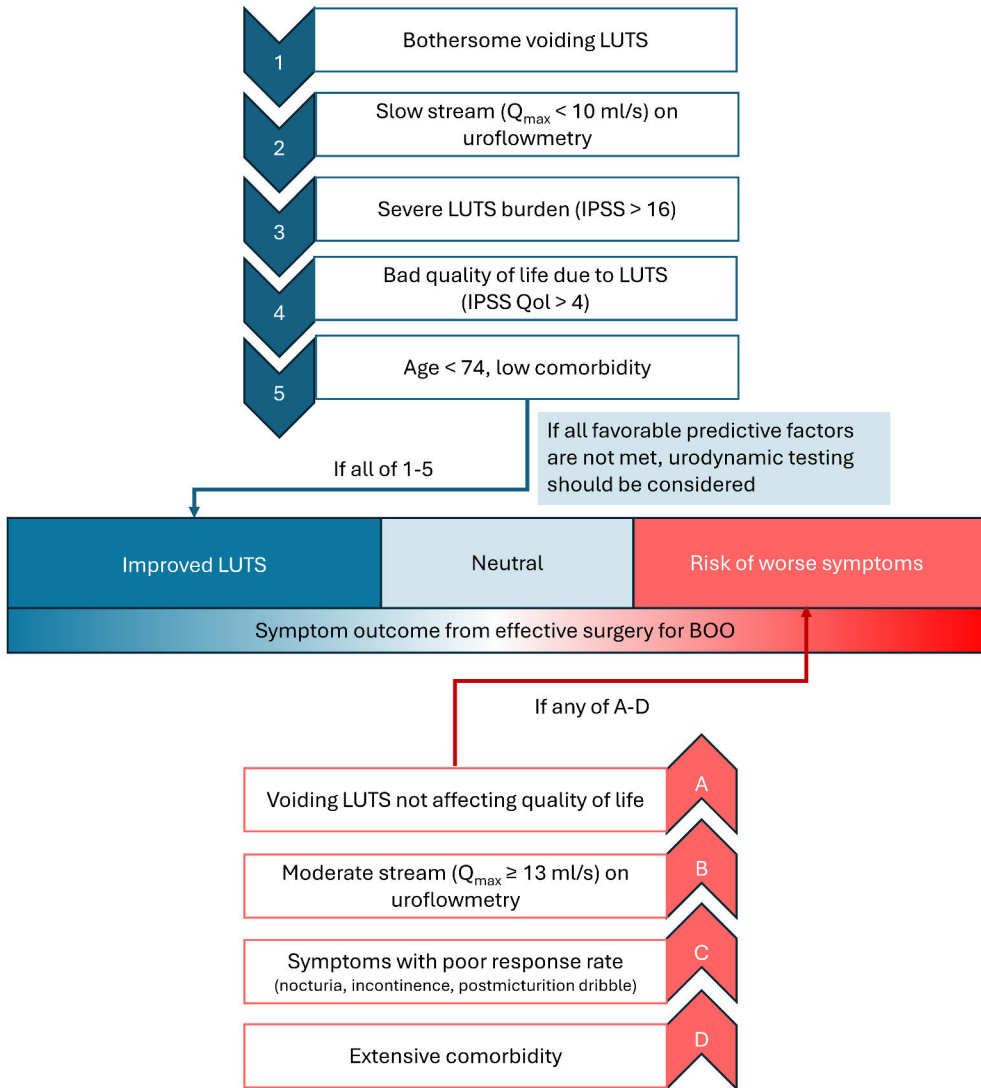 1
Bothersome voiding LUTS
2
Slow stream (Qmax < 10 ml/s) on
uroflowmetry
3
Severe LUTS burden (IPSS > 16)
4
Bad quality of life due to LUTS
(IPSS Qol > 4)
5
Age < 74, low comorbidity
If all of 1-5
If all favorable predictive factors
are not met, urodynamic testing
should be considered
Improved LUTS
Neutral
Risk of worse symptoms
Symptom outcome from effective surgery for BOO
If any of A-D
Voiding LUTS not affecting quality of life
A
Moderate stream (Qmax ≥ 13 ml/s) on
uroflowmetry
B
Symptoms with poor response rate
(nocturia, incontinence, postmicturition dribble)
C
Extensive comorbidity
D